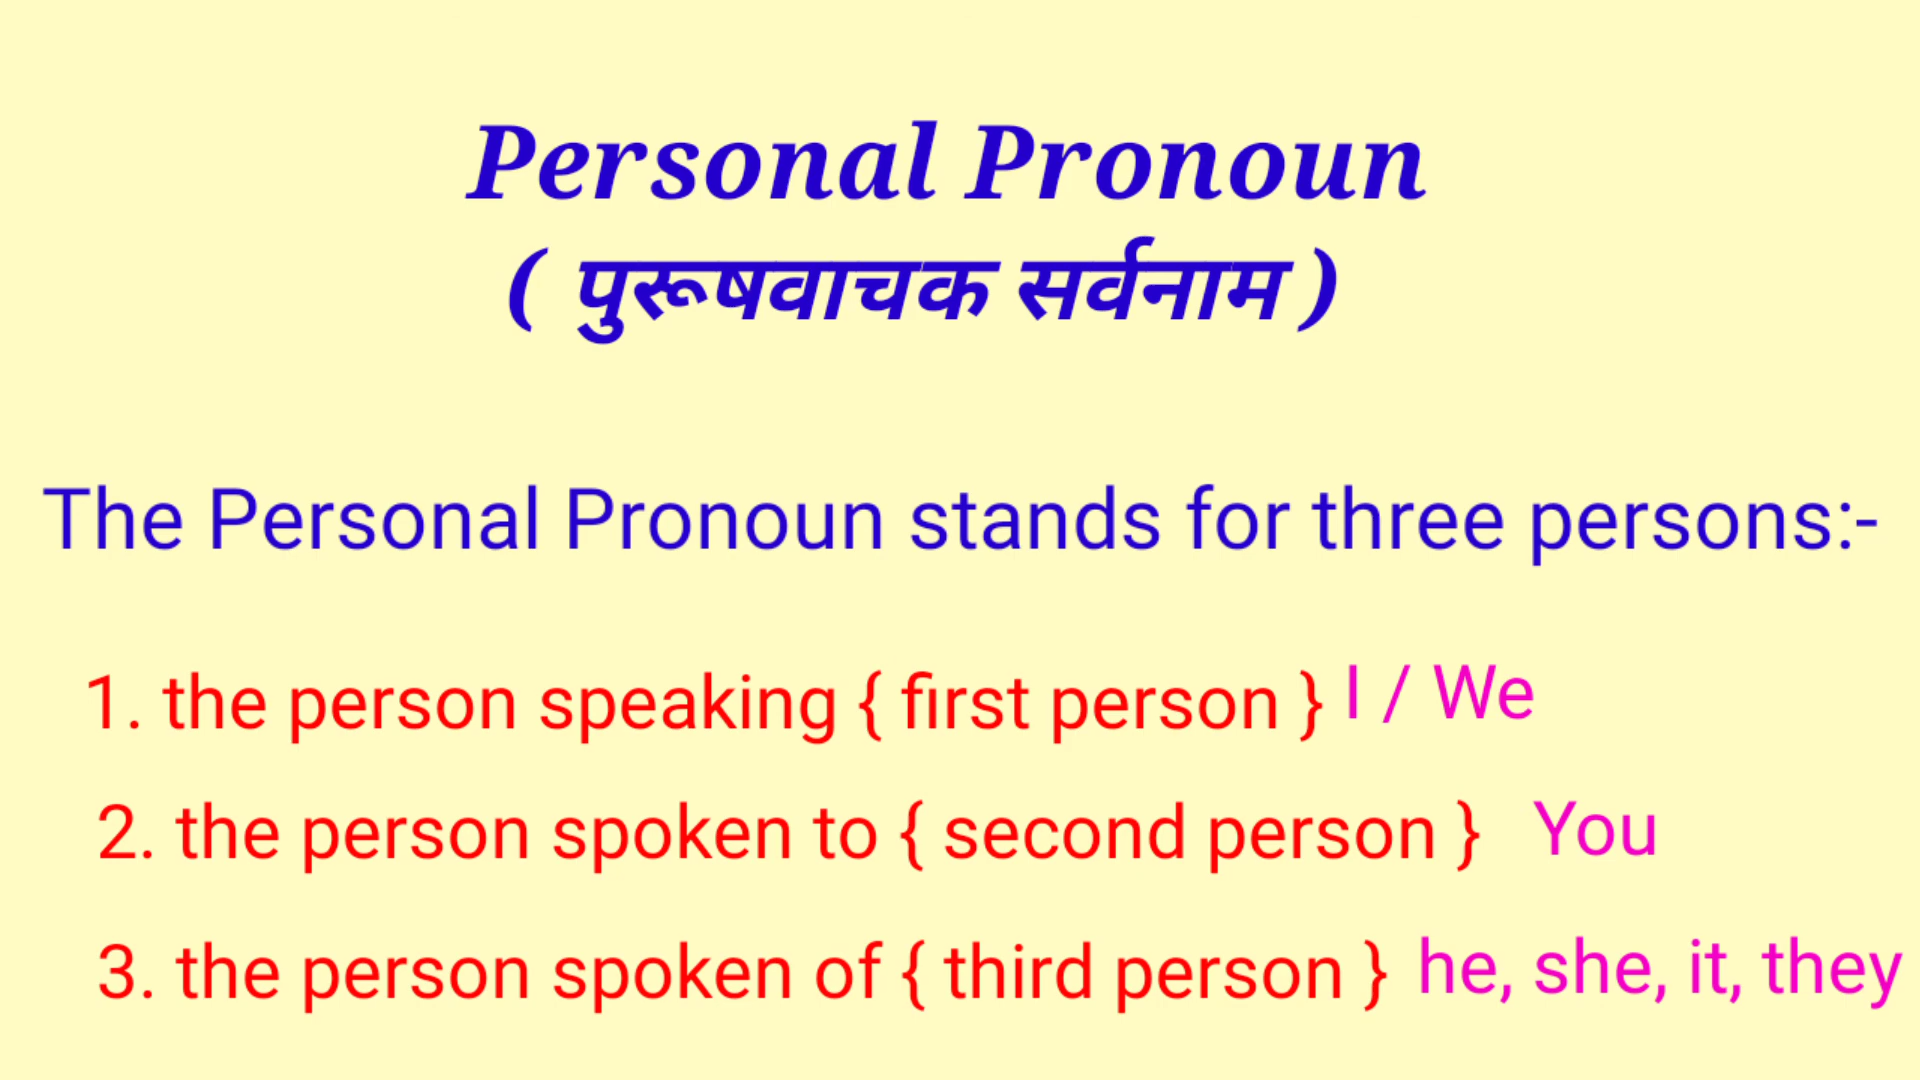 Personal Pronoun
( पुरूषवाचक सर्वनाम )
The Personal Pronoun stands for three persons:-
1. the person speaking { first person } I / We
2. the person spoken to { second person } You
3. the person spoken of { third person } he, she, it, they